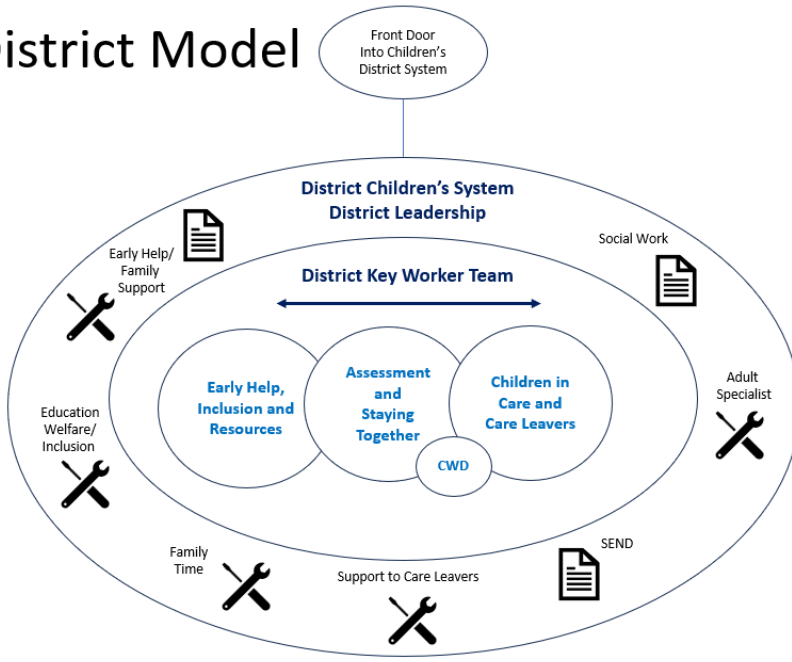 District Model
Front Door
Into Children's
District System
District Children's System
District Leadership
Early Help/
Family
Support
Social Work
District Key Worker Team
Early Help,
Inclusion and
Resources
Assessment
and
Staying
Together
Children in
Care and
Care Leavers
CWD
Adult
Specialist
Education
Welfare/
Inclusion
Family
Time
Support to Care Leavers
SEND